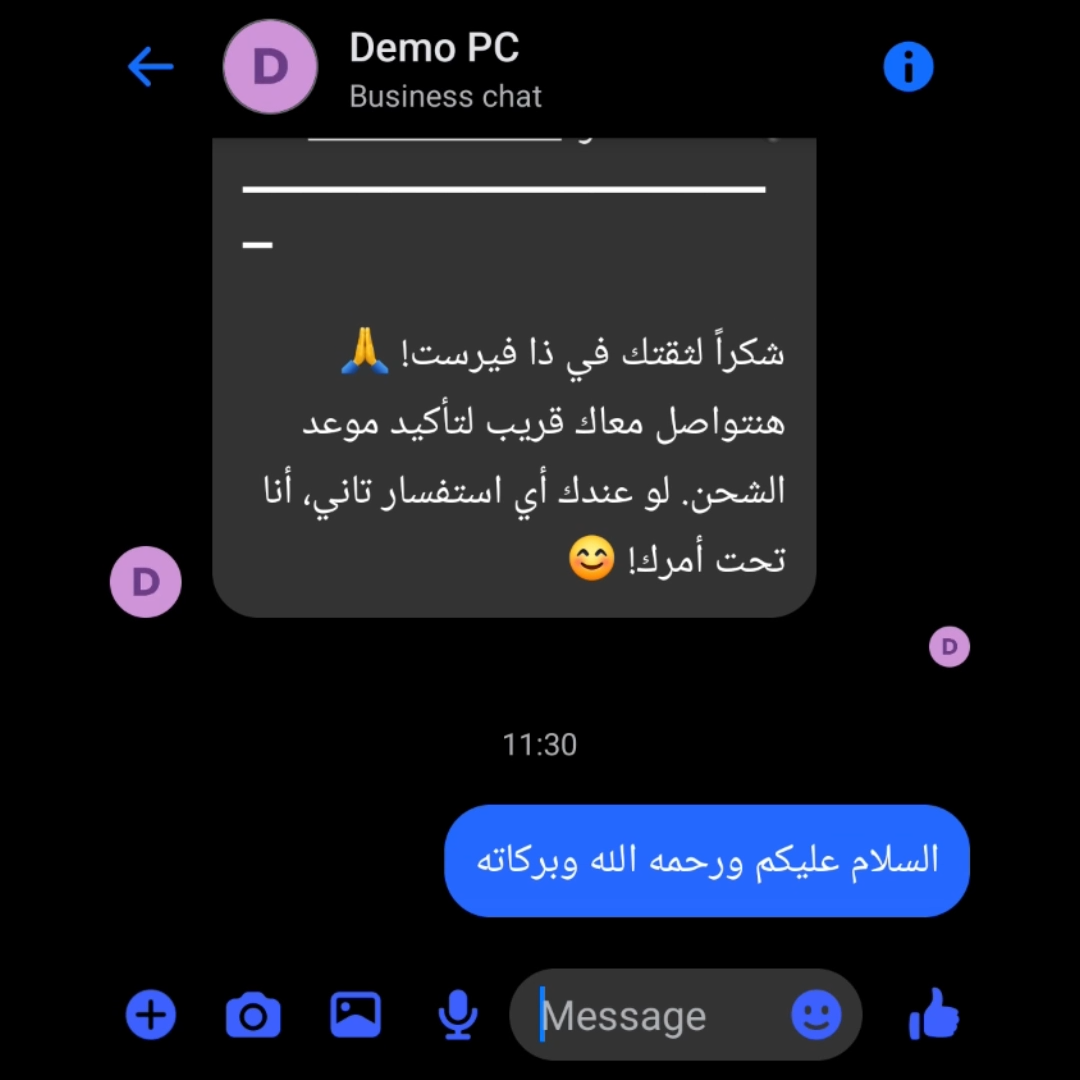 D
Demo PC
Business chat
شكراً لثقتك في ذا فيرست! 🙏
هنتواصل معاك قريب لتأكيد موعد
الشحن. لو عندك أي استفسار تاني، أنا
تحت أمرك! 😊
D
D
11:30
السلام عليكم ورحمه الله وبركاته
Message